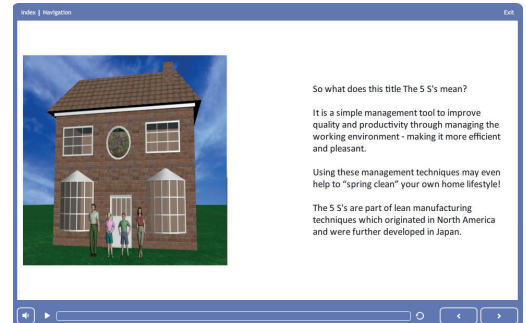 Index | Navigation
Exit
So what does this title The 5 S's mean?
It is a simple management tool to improve
quality and productivity through managing the
working environment - making it more efficient
and pleasant.
Using these management techniques may even
help to “spring clean” your own home lifestyle!
The 5 S's are part of lean manufacturing
techniques which originated in North America
and were further developed in Japan.